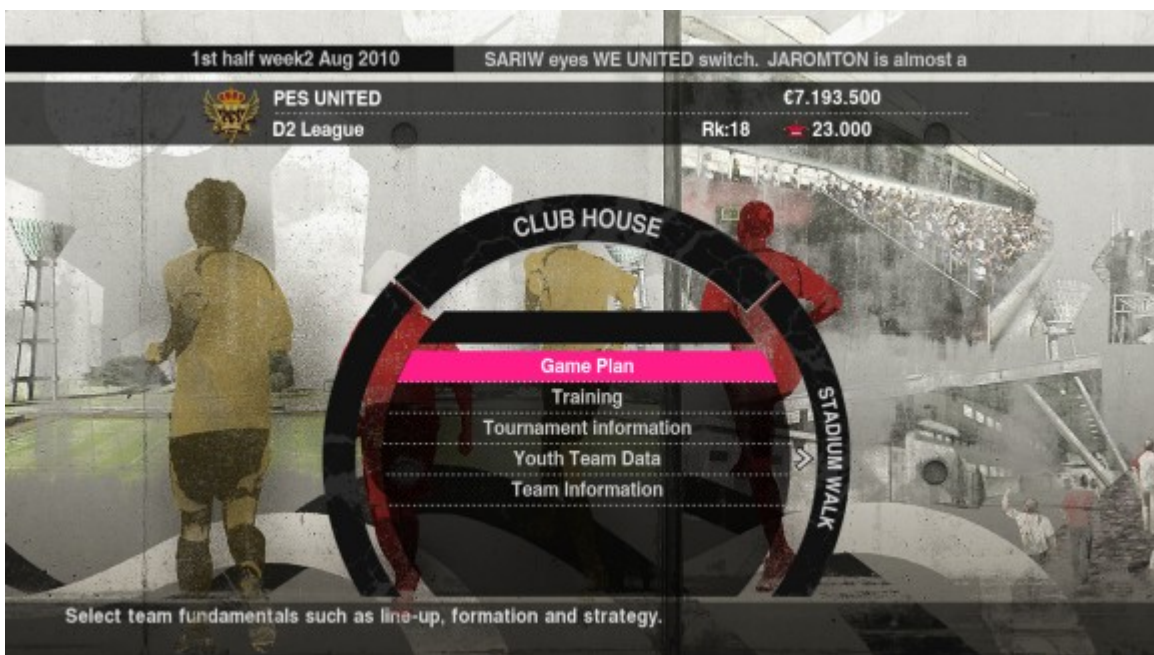 1st half week2 Aug 2010
SARIW eyes WE UNITED switch. JAROMTON is almost a
PES UNITED
€7.193.500
D2 League
Rk:18
23.000
CLUB HOUSE
Game Plan
Training
Tournament information
Youth Team Data
Team Information
STADIUM WALK
Select team fundamentals such as line-up, formation and strategy.